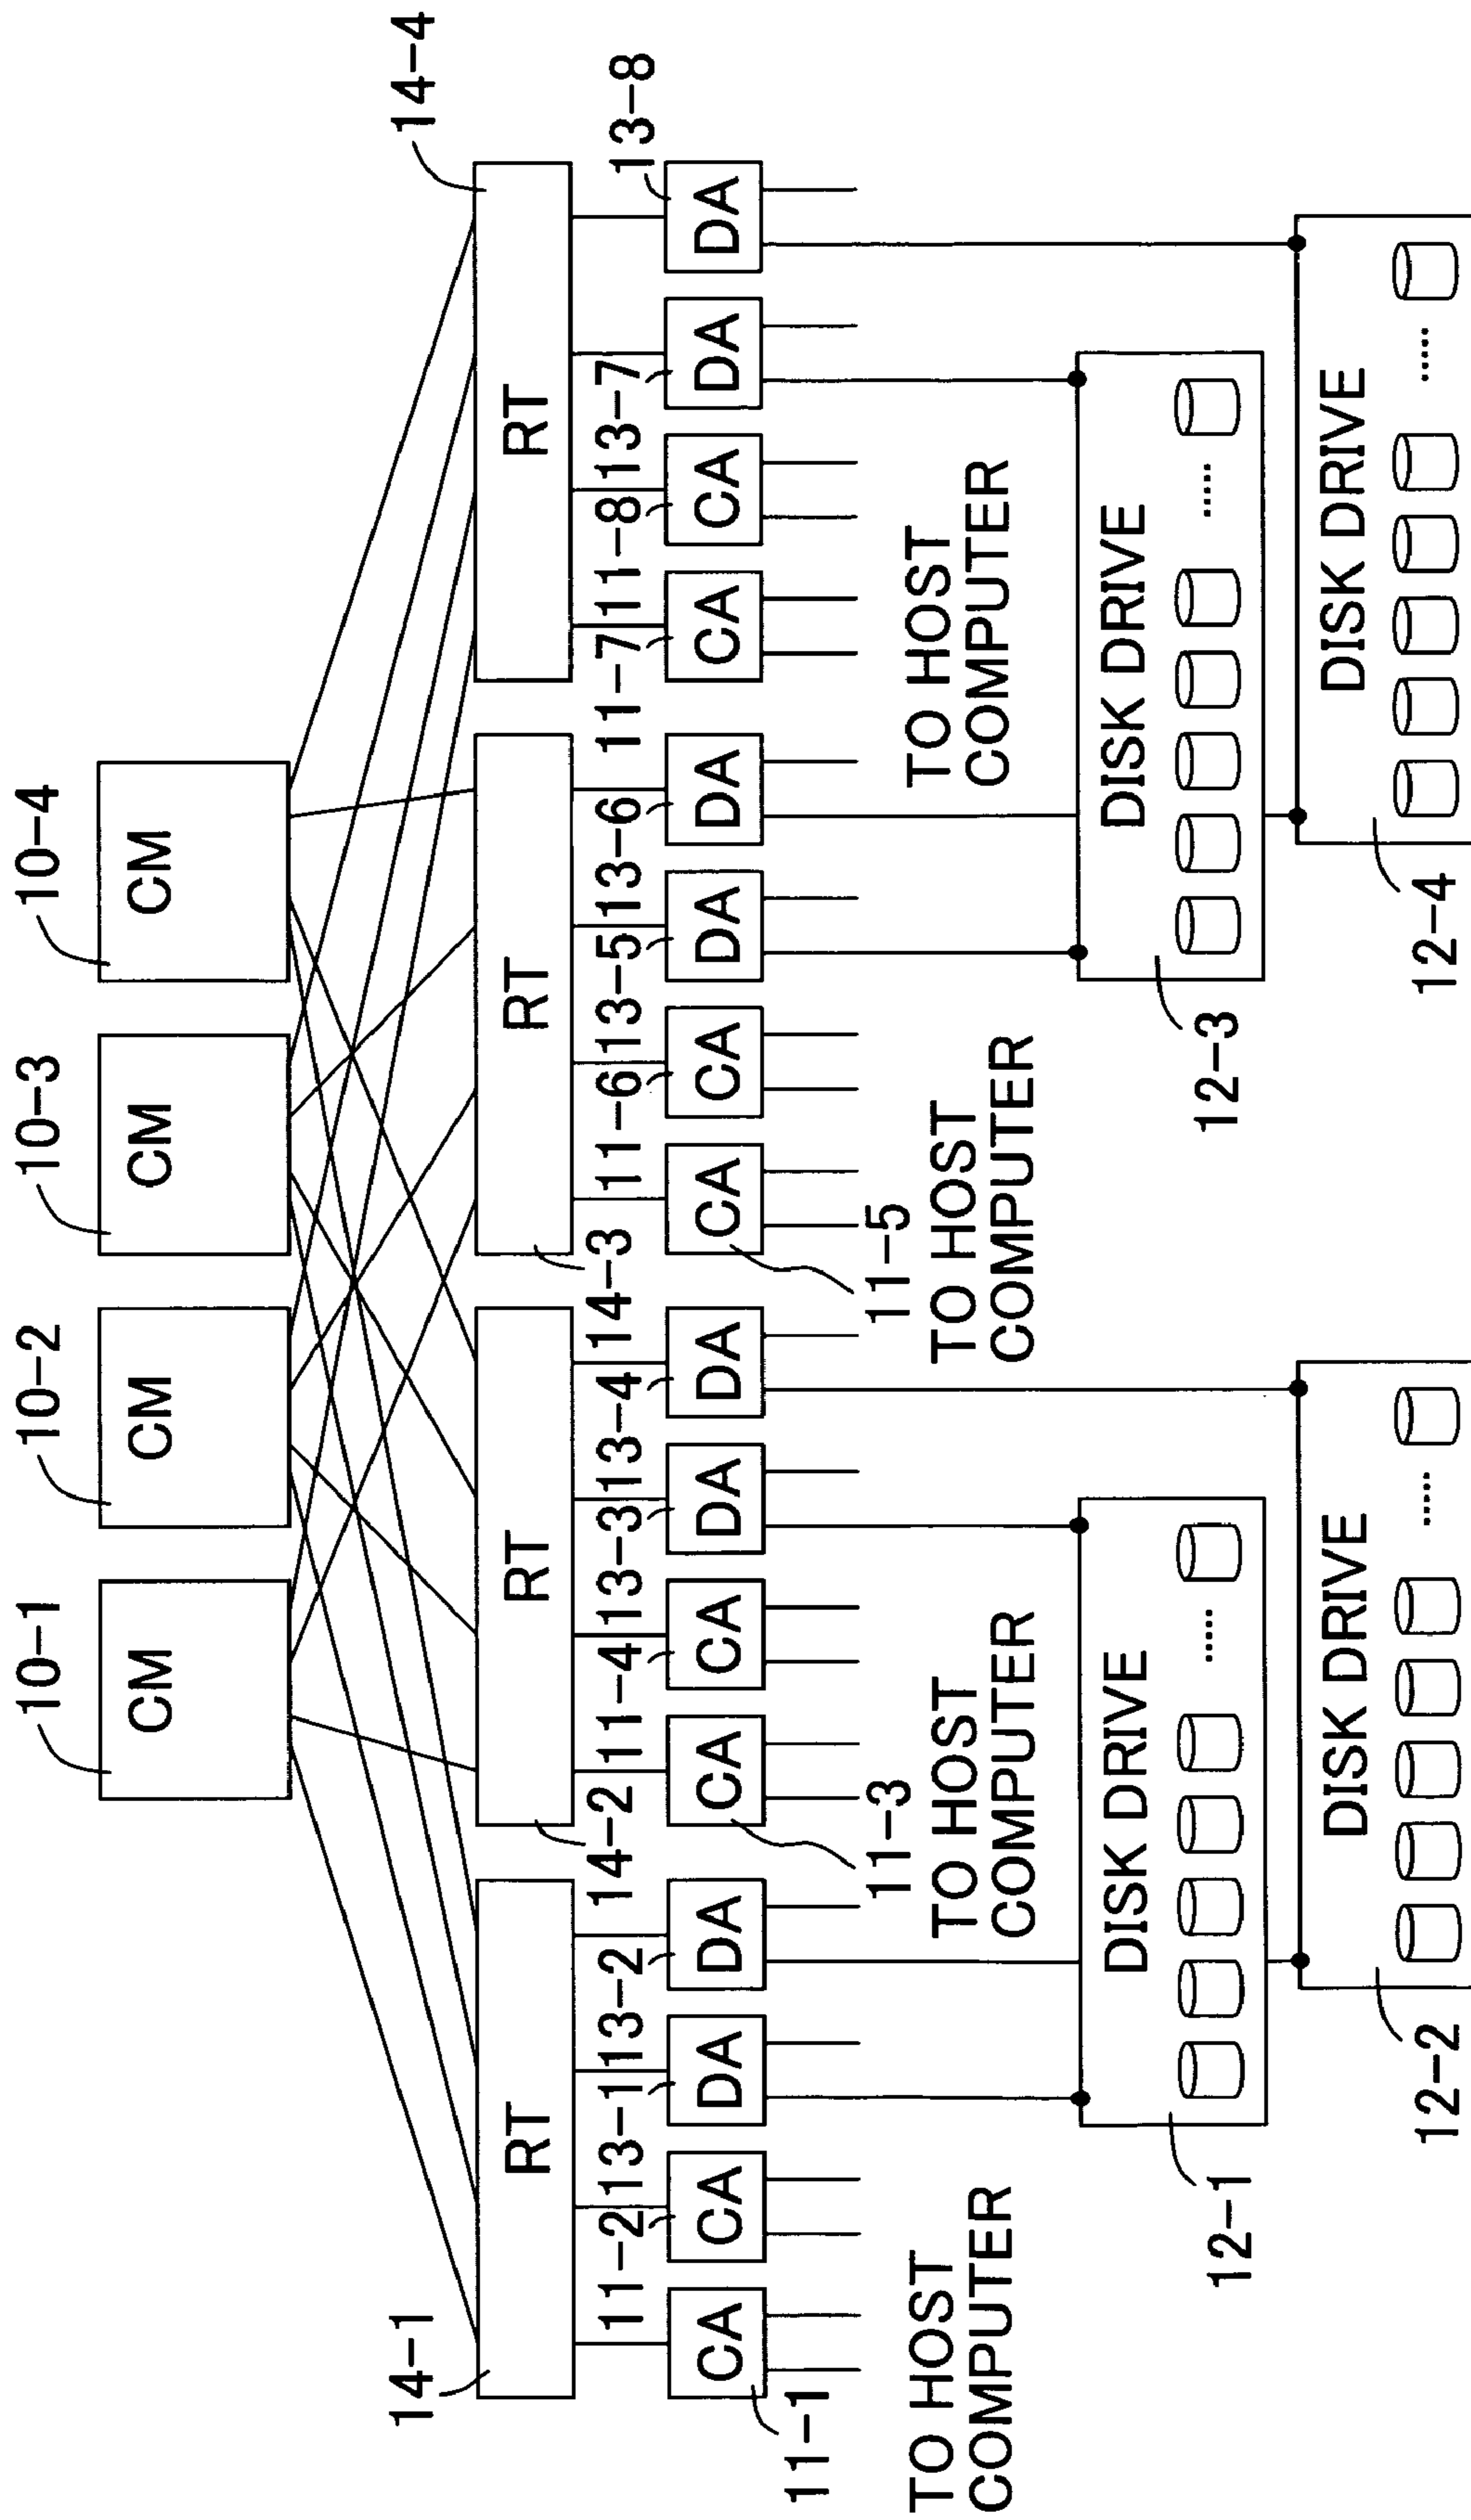 10-1
10-2
10-3
10-4
CM
CM
CM
CM
14-1
14-4
RT
RT
RT
RT
11-2
13-1
13-2
14-2
11-4
13-3
13-4
14-3
11-6
13-5
13-6
11-7
11-8
13-7
13-8
CA
CA
DA
DA
CA
CA
DA
DA
CA
CA
DA
DA
CA
CA
DA
DA
11-1
11-3
11-5
TO HOST
COMPUTER
TO HOST
COMPUTER
TO HOST
COMPUTER
TO HOST
COMPUTER
DISK DRIVE
.....
DISK DRIVE
.....
12-1
12-3
DISK DRIVE
.....
DISK DRIVE
.....
12-2
12-4